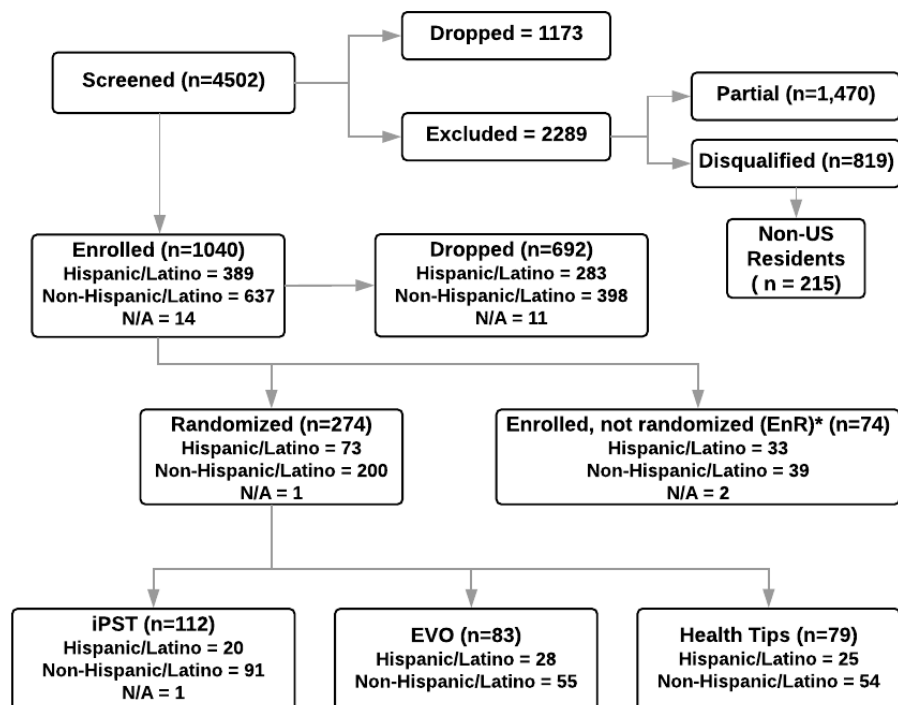 Dropped = 1173
Screened (n=4502)
Partial (n=1,470)
Excluded = 2289
Disqualified (n=819)
Non-US
Residents
( n = 215)
Enrolled (n=1040)
Hispanic/Latino = 389
Non-Hispanic/Latino = 637
N/A = 14
Dropped (n=692)
Hispanic/Latino = 283
Non-Hispanic/Latino = 398
N/A = 11
Randomized (n=274)
Hispanic/Latino = 73
Non-Hispanic/Latino = 200
N/A = 1
Enrolled, not randomized (EnR)* (n=74)
Hispanic/Latino = 33
Non-Hispanic/Latino = 39
N/A = 2
iPST (n=112)
Hispanic/Latino = 20
Non-Hispanic/Latino = 91
N/A = 1
EVO (n=83)
Hispanic/Latino = 28
Non-Hispanic/Latino = 55
Health Tips (n=79)
Hispanic/Latino = 25
Non-Hispanic/Latino = 54